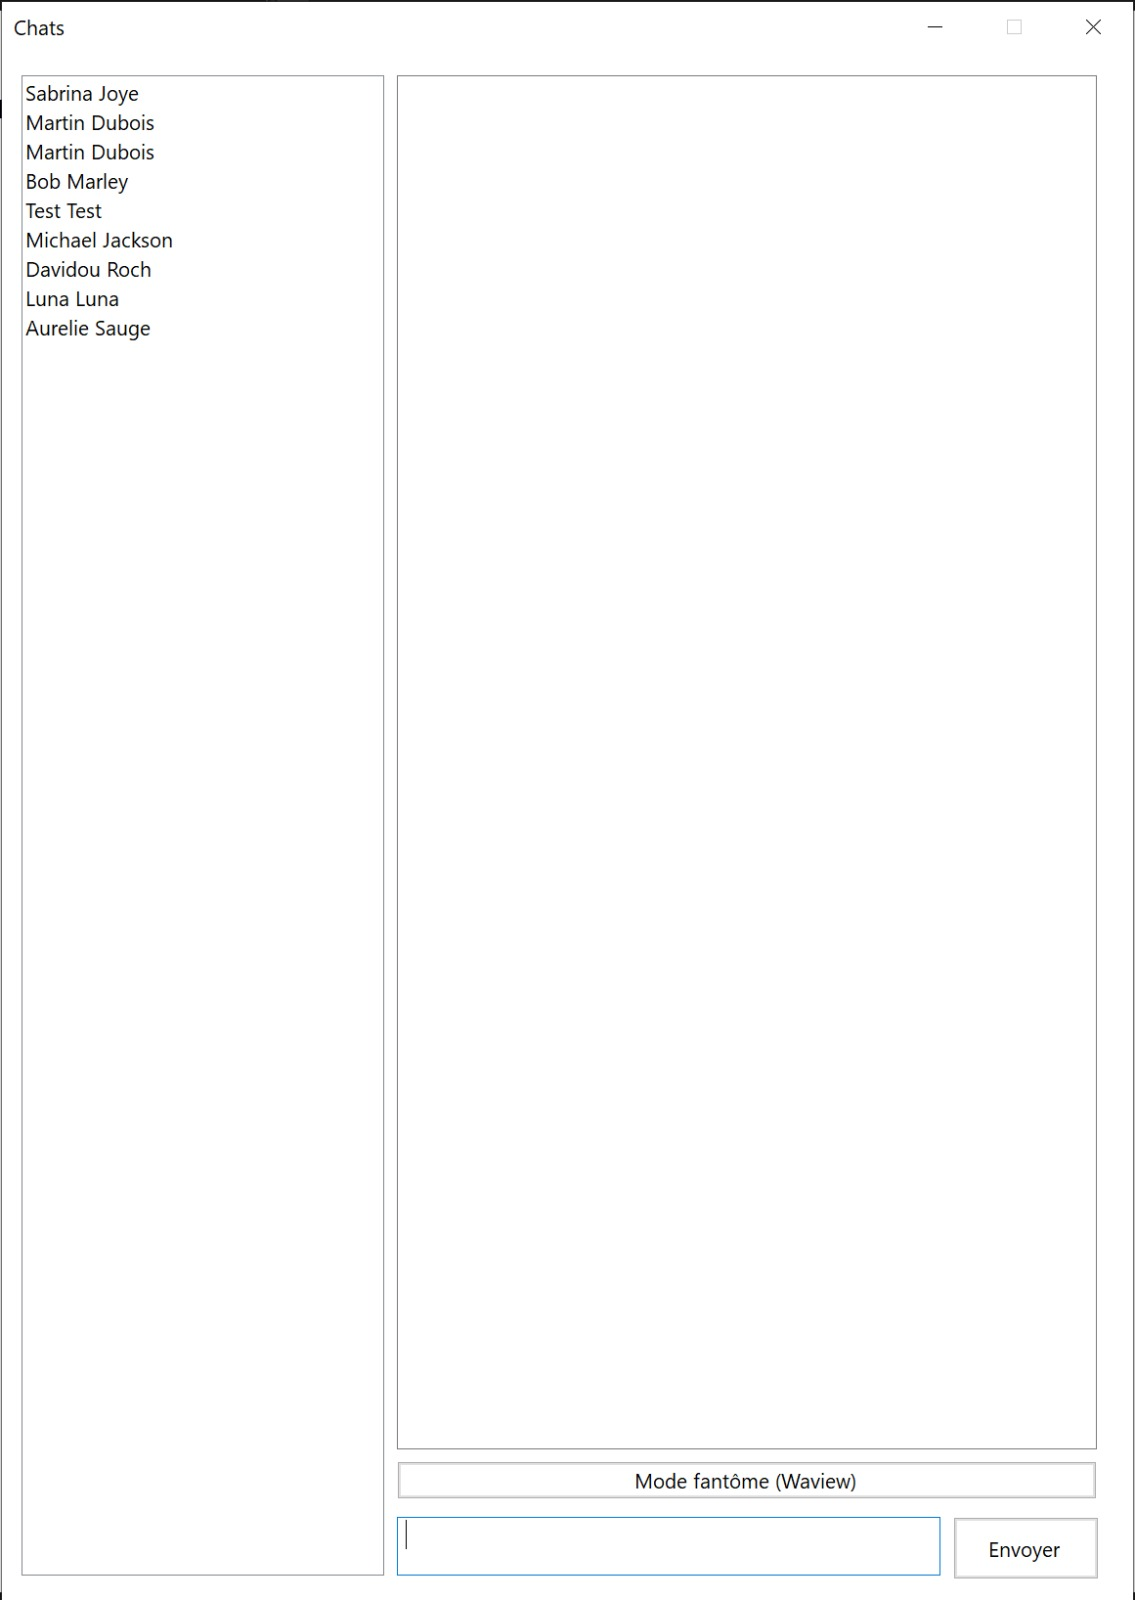 Chats
Sabrina Joye
Martin Dubois
Martin Dubois
Bob Marley
Test Test
Michael Jackson
Davidou Roch
Luna Luna
Aurelie Sauge
Mode fantôme (Waview)
Envoyer